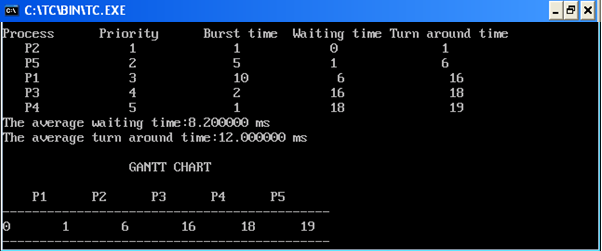 C:\TC\BIN\TC.EXE
Process Priority Burst time Waiting time Turn around time
P2 1 1 0 1
P5 2 5 1 6
P1 3 10 6 16
P3 4 2 16 18
P4 5 1 18 19
The average waiting time:8.200000 ms
The average turn around time:12.000000 ms
GANTT CHART
P1 P2 P3 P4 P5
0 1 6 16 18 19